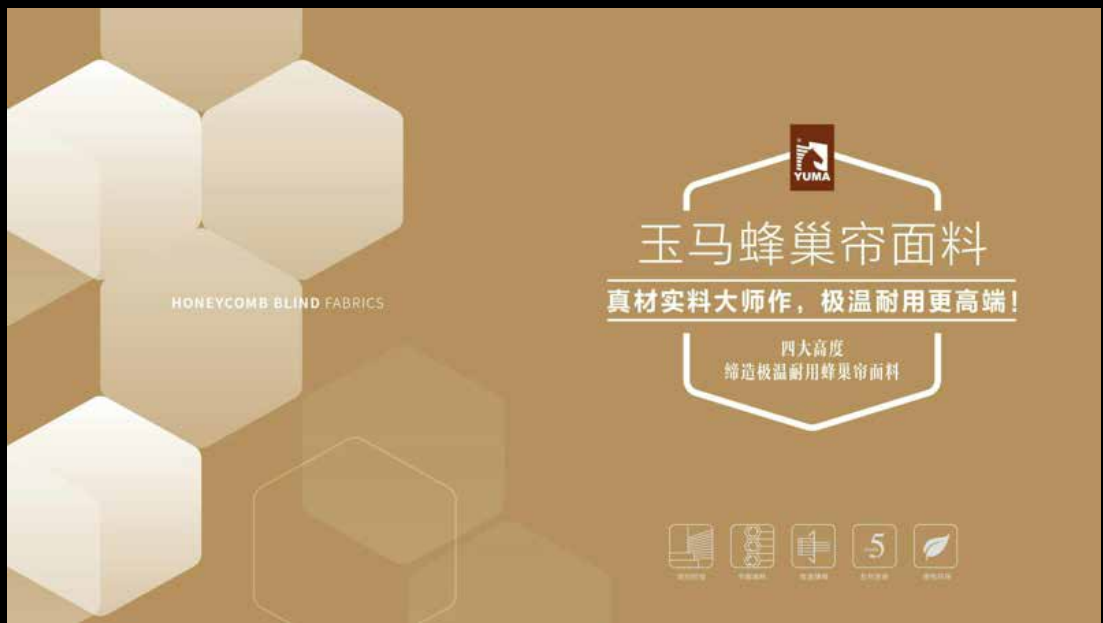 HONEYCOMB BLIND FABRICS
YUMA
玉马蜂巢帘面料
真材实料大师作，极温耐用更高端！
四大高度
缔造极温耐用蜂巢帘面料
5